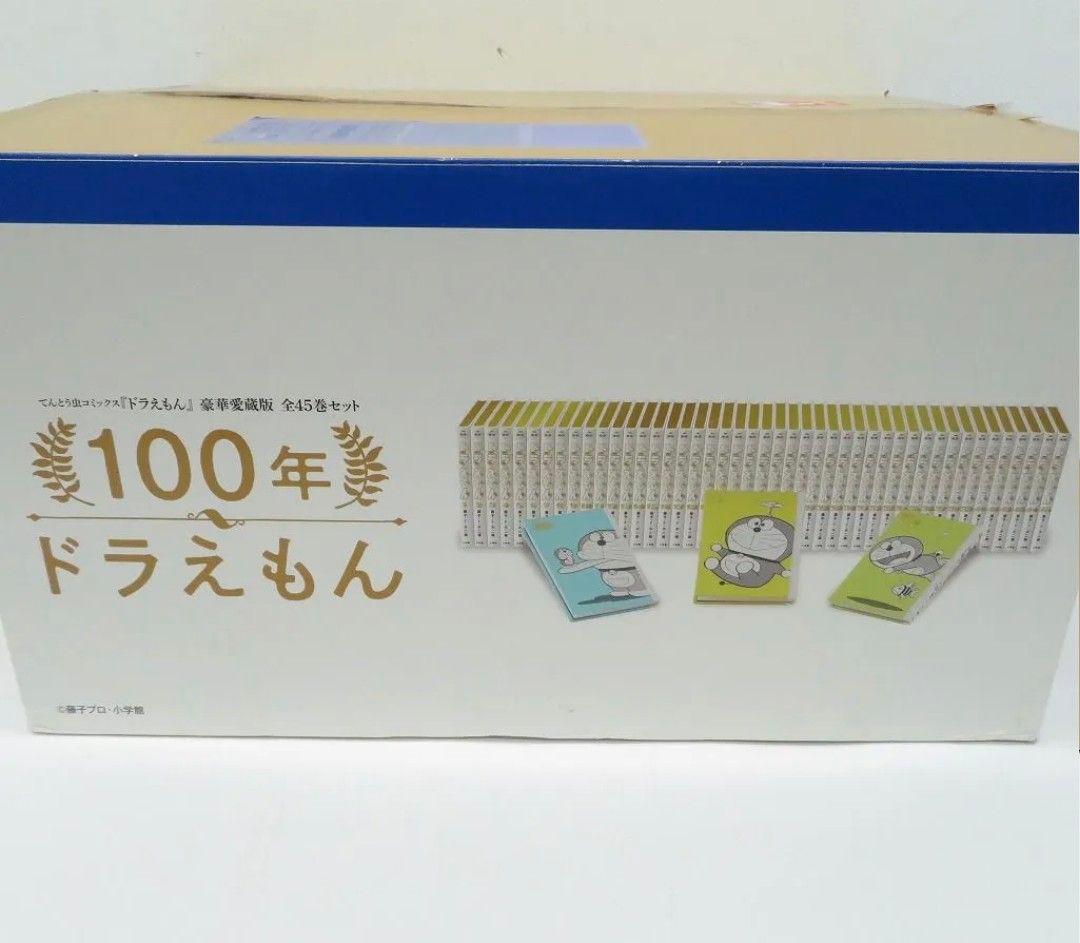 てんとう虫コミックス『ドラえもん』 豪華愛蔵版 全45巻セット
100年
ドラえもん
©藤子プロ・小学館